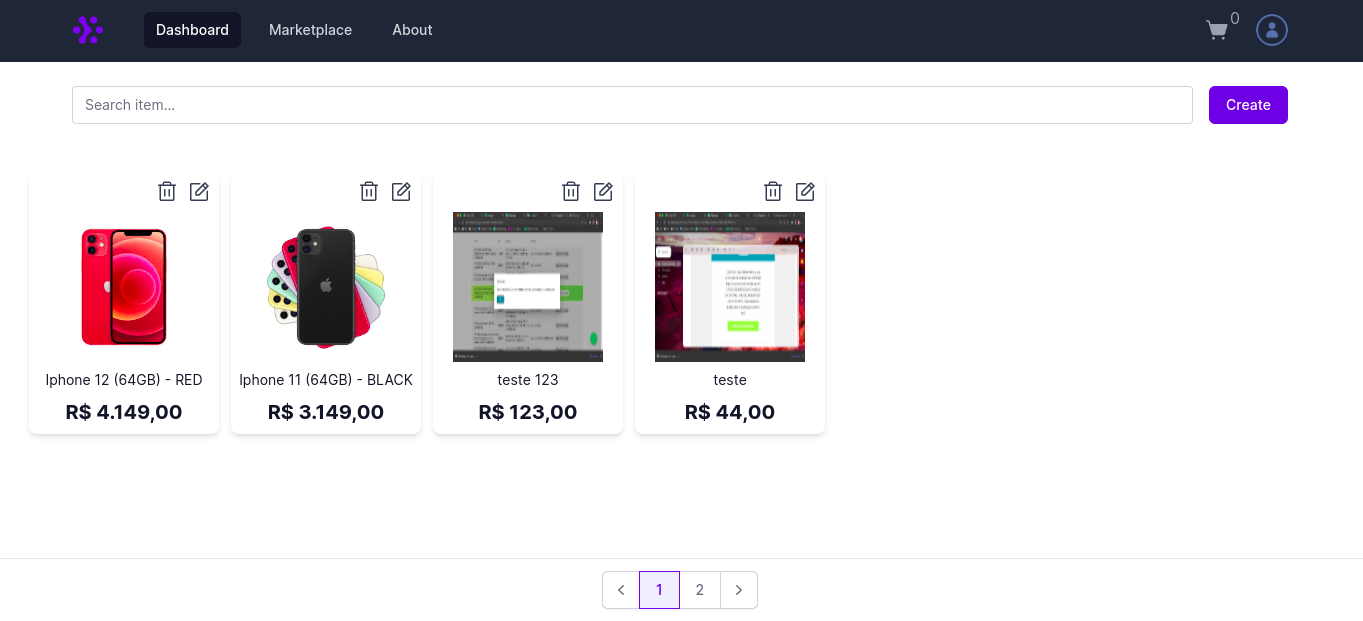 Dashboard Marketplace About 0
Search item... Create
Iphone 12 (64GB) - RED
R$ 4.149,00
Iphone 11 (64GB) - BLACK
R$ 3.149,00
teste 123
R$ 123,00
teste
R$ 44,00
1 2